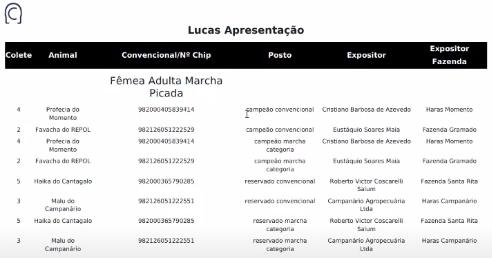 Lucas Apresentação
Colete Animal Convencional/Nº Chip Posto Expositor Expositor Fazenda
Fêmea Adulta Marcha
Picada
4 Profecia do Momento 982000405839414 campeão convencional Cristiano Barbosa de Azevedo Haras Momento
2 Favacha do REPOL 982126051222529 campeão convencional Eustáquio Soares Maia Fazenda Gramado
4 Profecia do Momento 982000405839414 campeão marcha categoria Cristiano Barbosa de Azevedo Haras Momento
2 Favacha do REPOL 982126051222529 campeão marcha categoria Eustáquio Soares Maia Fazenda Gramado
5 Haika do Cantagalo 982000365790285 reservado convencional Roberto Victor Coscarelli Salum Fazenda Santa Rita
3 Malu do Campanário 982126051222551 reservado convencional Campanário Agropecuária Ltda Haras Campanário
5 Haika do Cantagalo 982000365790285 reservado marcha categoria Roberto Victor Coscarelli Salum Fazenda Santa Rita
3 Malu do Campanário 982126051222551 reservado marcha categoria Campanário Agropecuária Ltda Haras Campanário